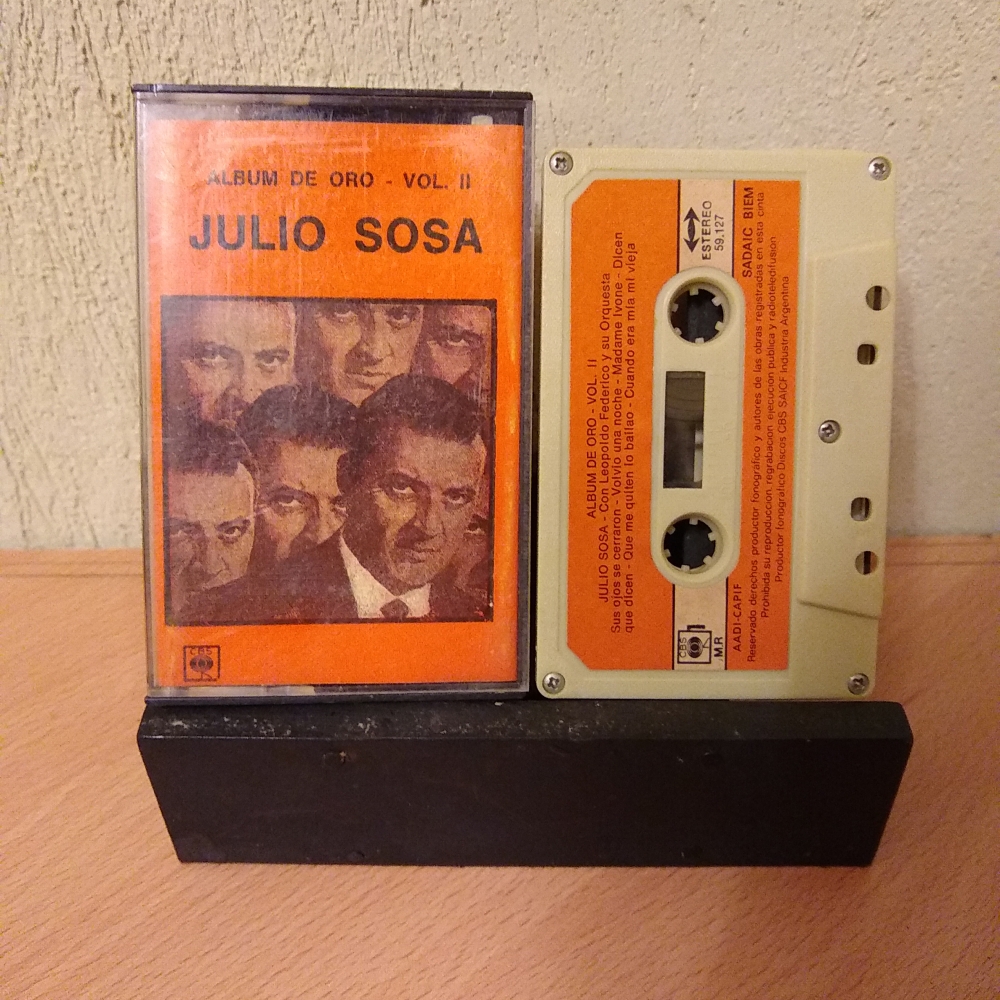 ALBUM DE ORO - VOL. II
JULIO SOSA
CBS
ALBUM DE ORO - VOL. II
JULIO SOSA - Con Leopoldo Federico y su Orquesta
Sus ojos se cerraron - Volvió una noche - Madame Ivone - Dicen
que dicen - Que me quiten lo bailao - Cuando era mía mi vieja
ESTEREO
59.127
CBS
M.R
SADAIC BIEM
AADI-CAPIF
Reservado derechos productor fonográfico y autores de las obras registradas en esta cinta
Prohibida su reproducción, regrabación, ejecución pública y radioteledifusión
Productor fonográfico Discos CBS SAICF Industria Argentina